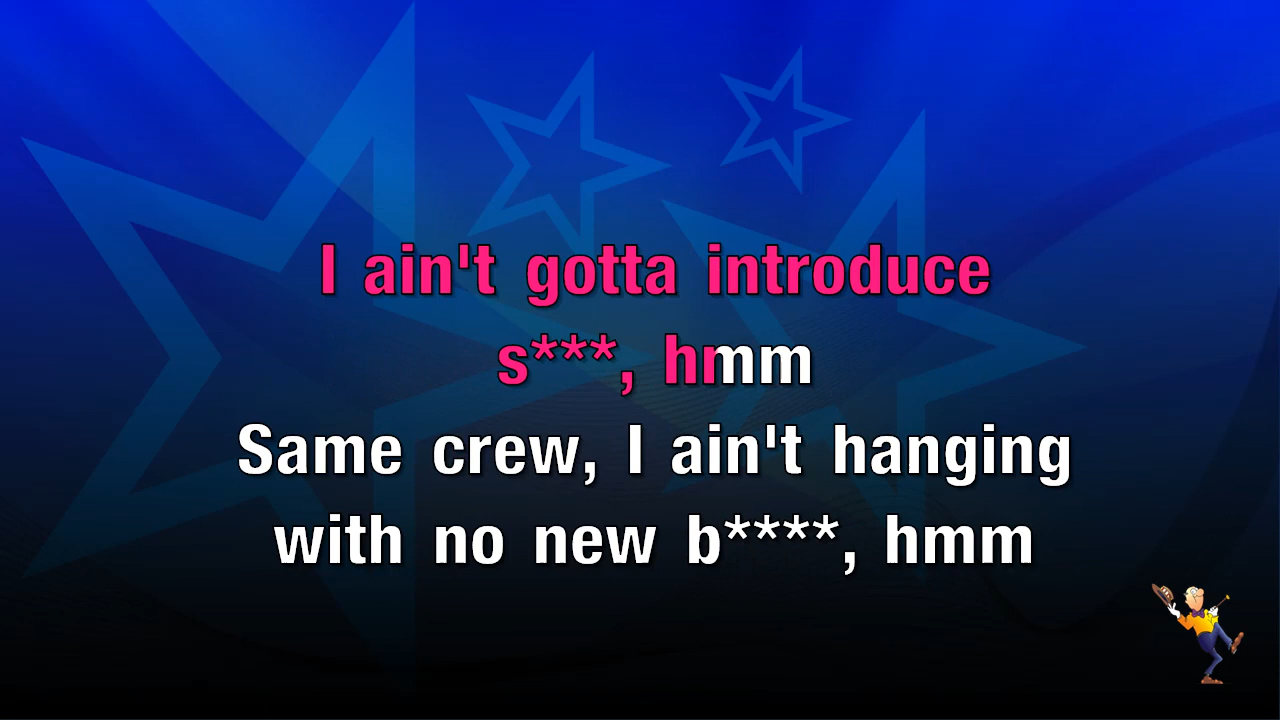 I ain't gotta introduce
s***, hmm
Same crew, I ain't hanging
with no new b****, hmm